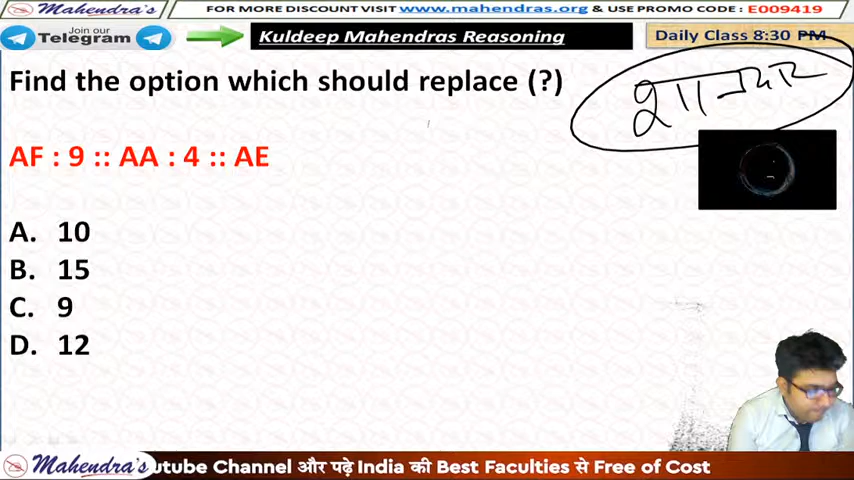 Mahendra's FOR MORE DISCOUNT VISIT www.mahendras.org & USE PROMO CODE : E009419
Join our
Telegram Kuldeep Mahendras Reasoning Daily Class 8:30 PM
Find the option which should replace (?)
AF : 9 :: AA : 4 :: AE
A. 10
B. 15
C. 9
D. 12
Mahendra's utube Channel और पढ़े India की Best Faculties से Free of Cost